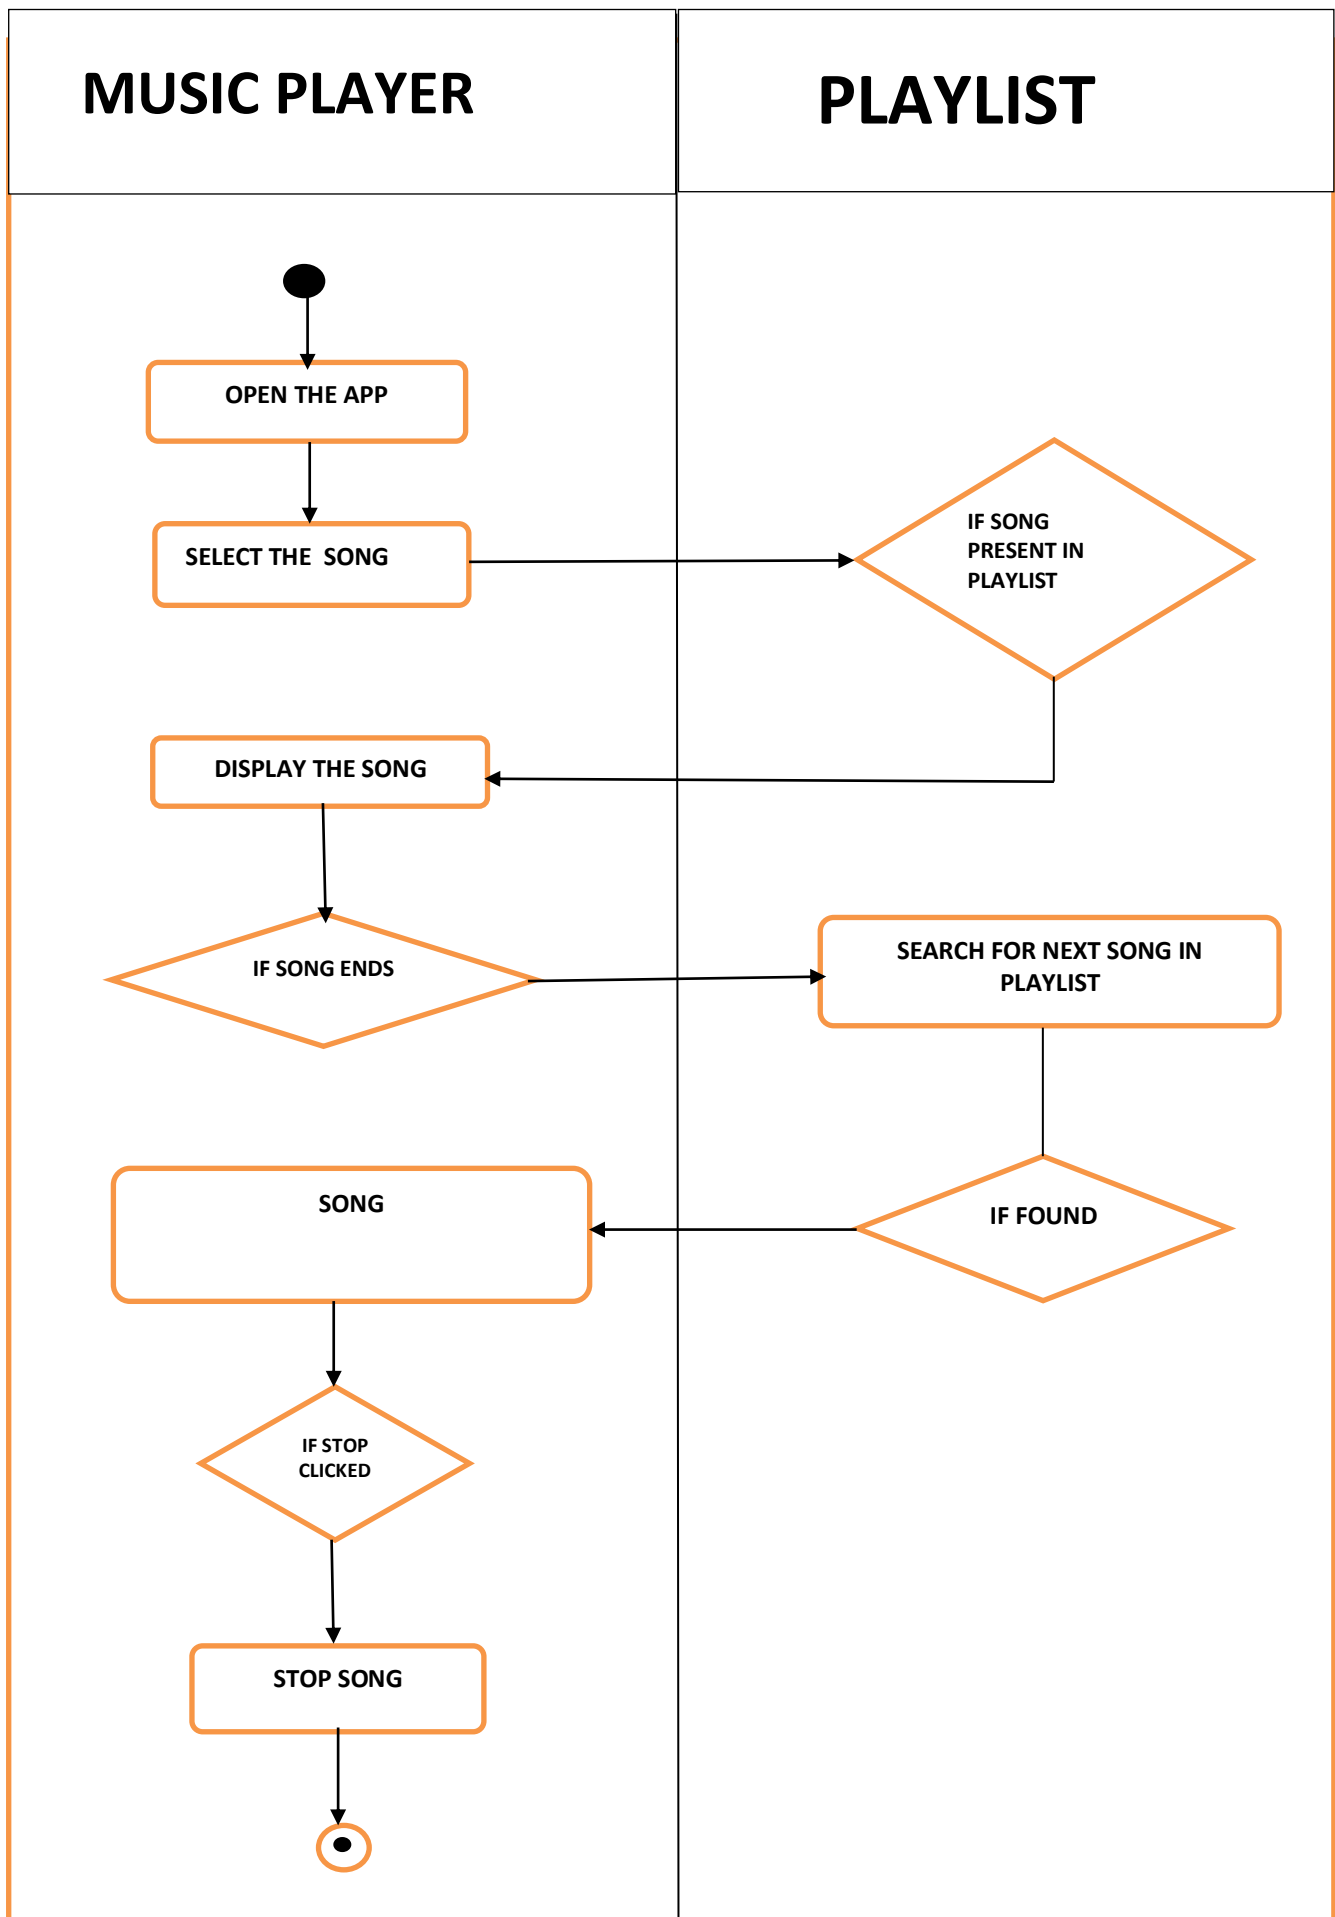 MUSIC PLAYER
PLAYLIST
OPEN THE APP
IF SONG
PRESENT IN
PLAYLIST
SELECT THE  SONG
DISPLAY THE SONG
IF SONG ENDS
SEARCH FOR NEXT SONG IN
PLAYLIST
SONG
IF FOUND
IF STOP
CLICKED
STOP SONG